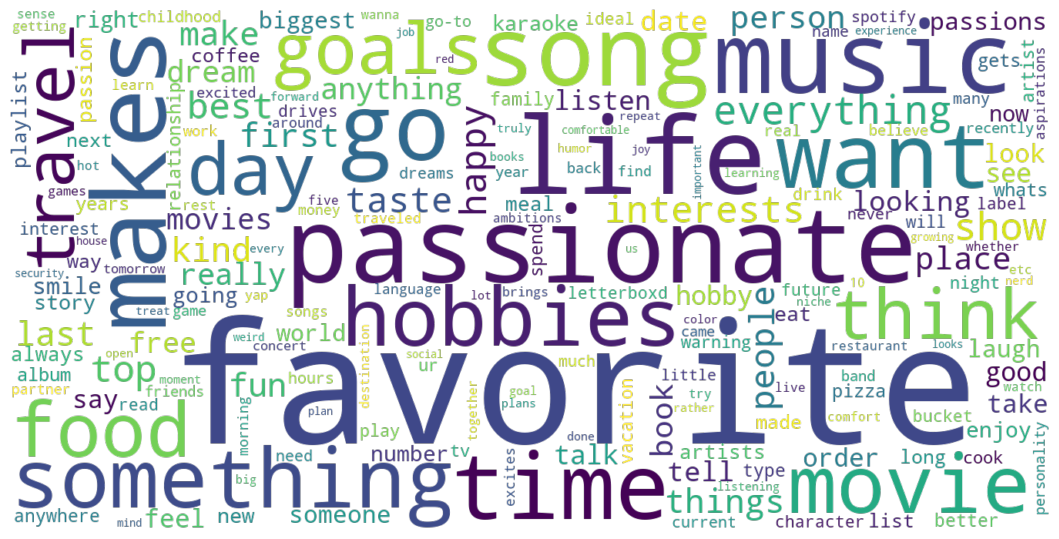 sense
getting
right
childhood
biggest
wanna
go-to
karaoke
ideal
date
person
spotify
passions
job
name
experience
travel
passion
makes
make
coffee
goals
song
music
red
gets
artist
aspirations
dream
anything
learn
excited
forward
family
listen
everything
many
now
playlist
best
drives
around
go
happy
truly
comfortable
repeat
life
real
believe
recently
next
work
first
relationship
humor
joy
want
look
hot
day
dreams
books
year
back
find
important
learning
see
whats
games
years
rest
five
taste
meal
drink
looking
label
interest
movies
money
traveled
ambitions
interests
never
will
show
house
every
kind
passionate
spend
us
growing
whether
way
security
tomorrow
really
place
smile
treat
going
yap
language
lot
brings
letterboxd
hobby
future
10
night
etc
nerd
story
game
songs
hobbies
color
niche
think
last
free
world
weird
concert
people
came
warning
eat
restaurant
looks
laugh
always
open
top
favorite
social
ur
much
little
band
live
album
moment
fun
destination
goal
try
pizza
watch
good
partner
friends
hours
plan
plans
together
vacation
book
rather
made
comfort
bucket
take
food
say
read
morning
play
done
artists
enjoy
personality
something
need
number
tv
time
talk
tell
type
order
long
cook
big
excites
things
listening
movie
anywhere
mind
feel
new
someone
current
character
list
better